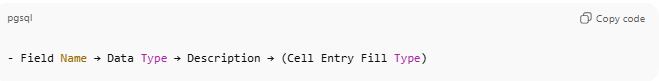 pgsql
Copy code
- Field Name → Data Type → Description → (Cell Entry Fill Type)